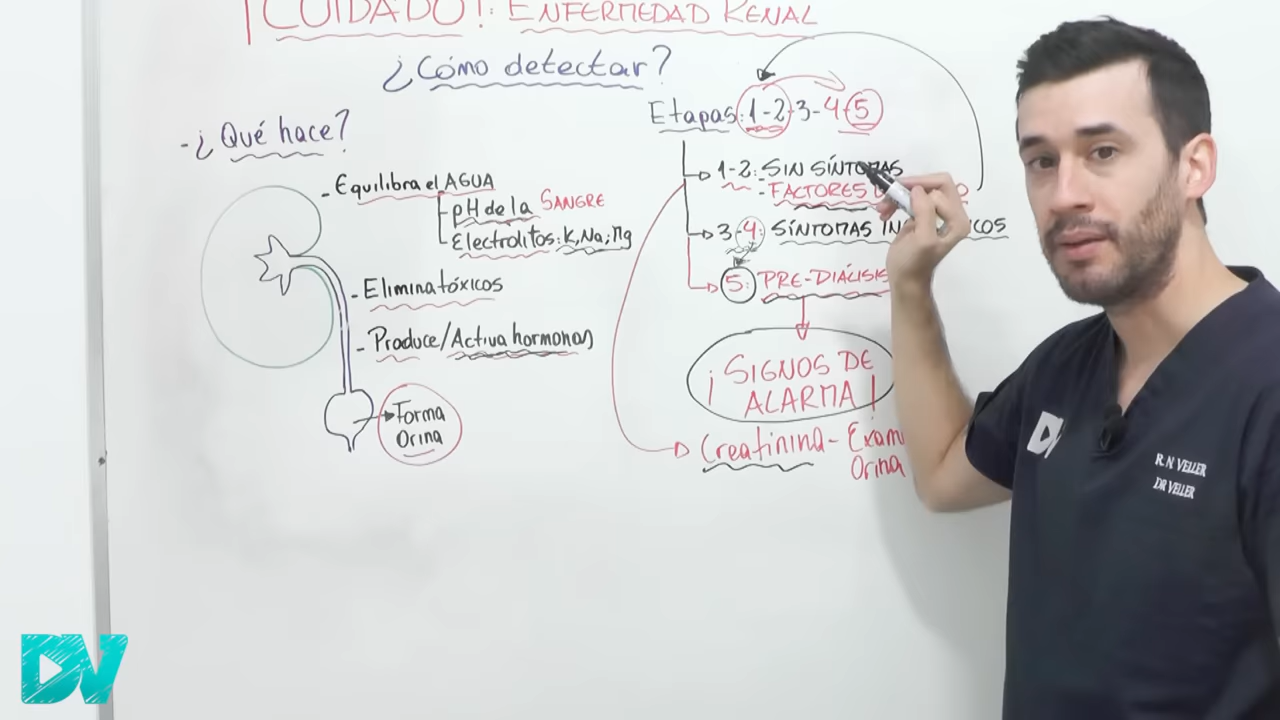 ¡CUIDADO!: ENFERMEDAD RENAL
¿Cómo detectar?
-¿Qué hace?
- Equilibra el AGUA
pH de la SANGRE
Electrolitos: K, Na; Mg
- Elimina tóxicos
- Produce/Activa hormonas
Forma
Orina
Etapas: 1-2-3-4-5
1-2: SIN SÍNTOMAS
- FACTORES
3-4: SÍNTOMAS
5: PRE-DIÁLISIS
¡SIGNOS DE
ALARMA!
Creatinina-
Orina
R. N VELLER
DR VELLER
DV